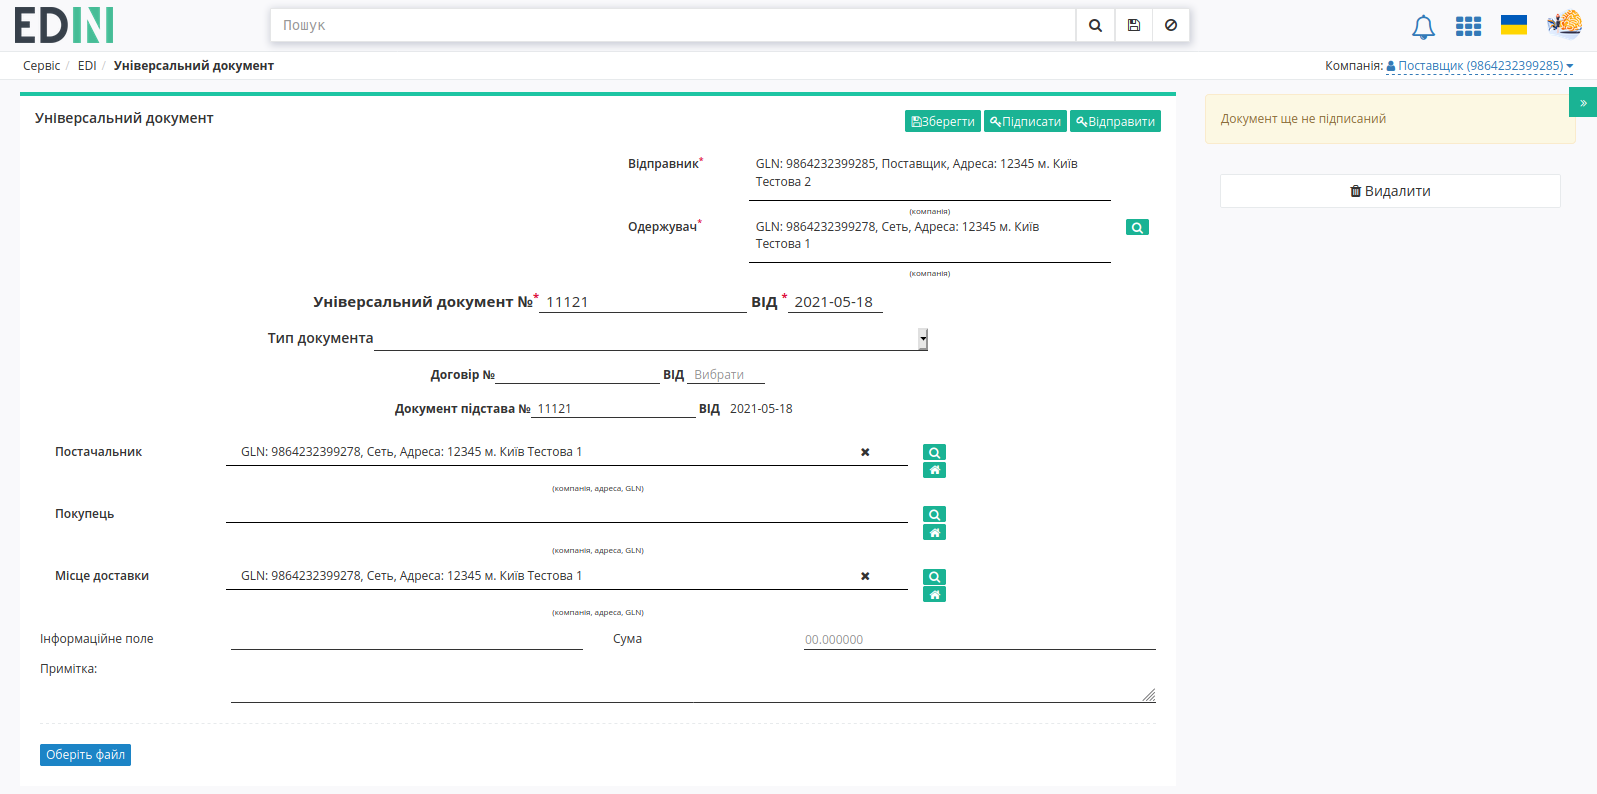 EDIN
Пошук
Сервіс / EDI / Універсальний документ
Компанія: Поставщик (9864232399285)
Універсальний документ
Зберегти Підписати Відправити
»
Документ ще не підписаний
Видалити
Відправник* GLN: 9864232399285, Поставщик, Адреса: 12345 м. Київ
Тестова 2
(компанія)
Одержувач* GLN: 9864232399278, Сеть, Адреса: 12345 м. Київ
Тестова 1
(компанія)
Універсальний документ №* 11121 ВІД * 2021-05-18
Тип документа
Договір № ВІД Вибрати
Документ підстава № 11121 ВІД 2021-05-18
Постачальник GLN: 9864232399278, Сеть, Адреса: 12345 м. Київ Тестова 1
(компанія, адреса, GLN)
Покупець
(компанія, адреса, GLN)
Місце доставки GLN: 9864232399278, Сеть, Адреса: 12345 м. Київ Тестова 1
(компанія, адреса, GLN)
Інформаційне поле Сума 00.000000
Примітка:
Оберіть файл